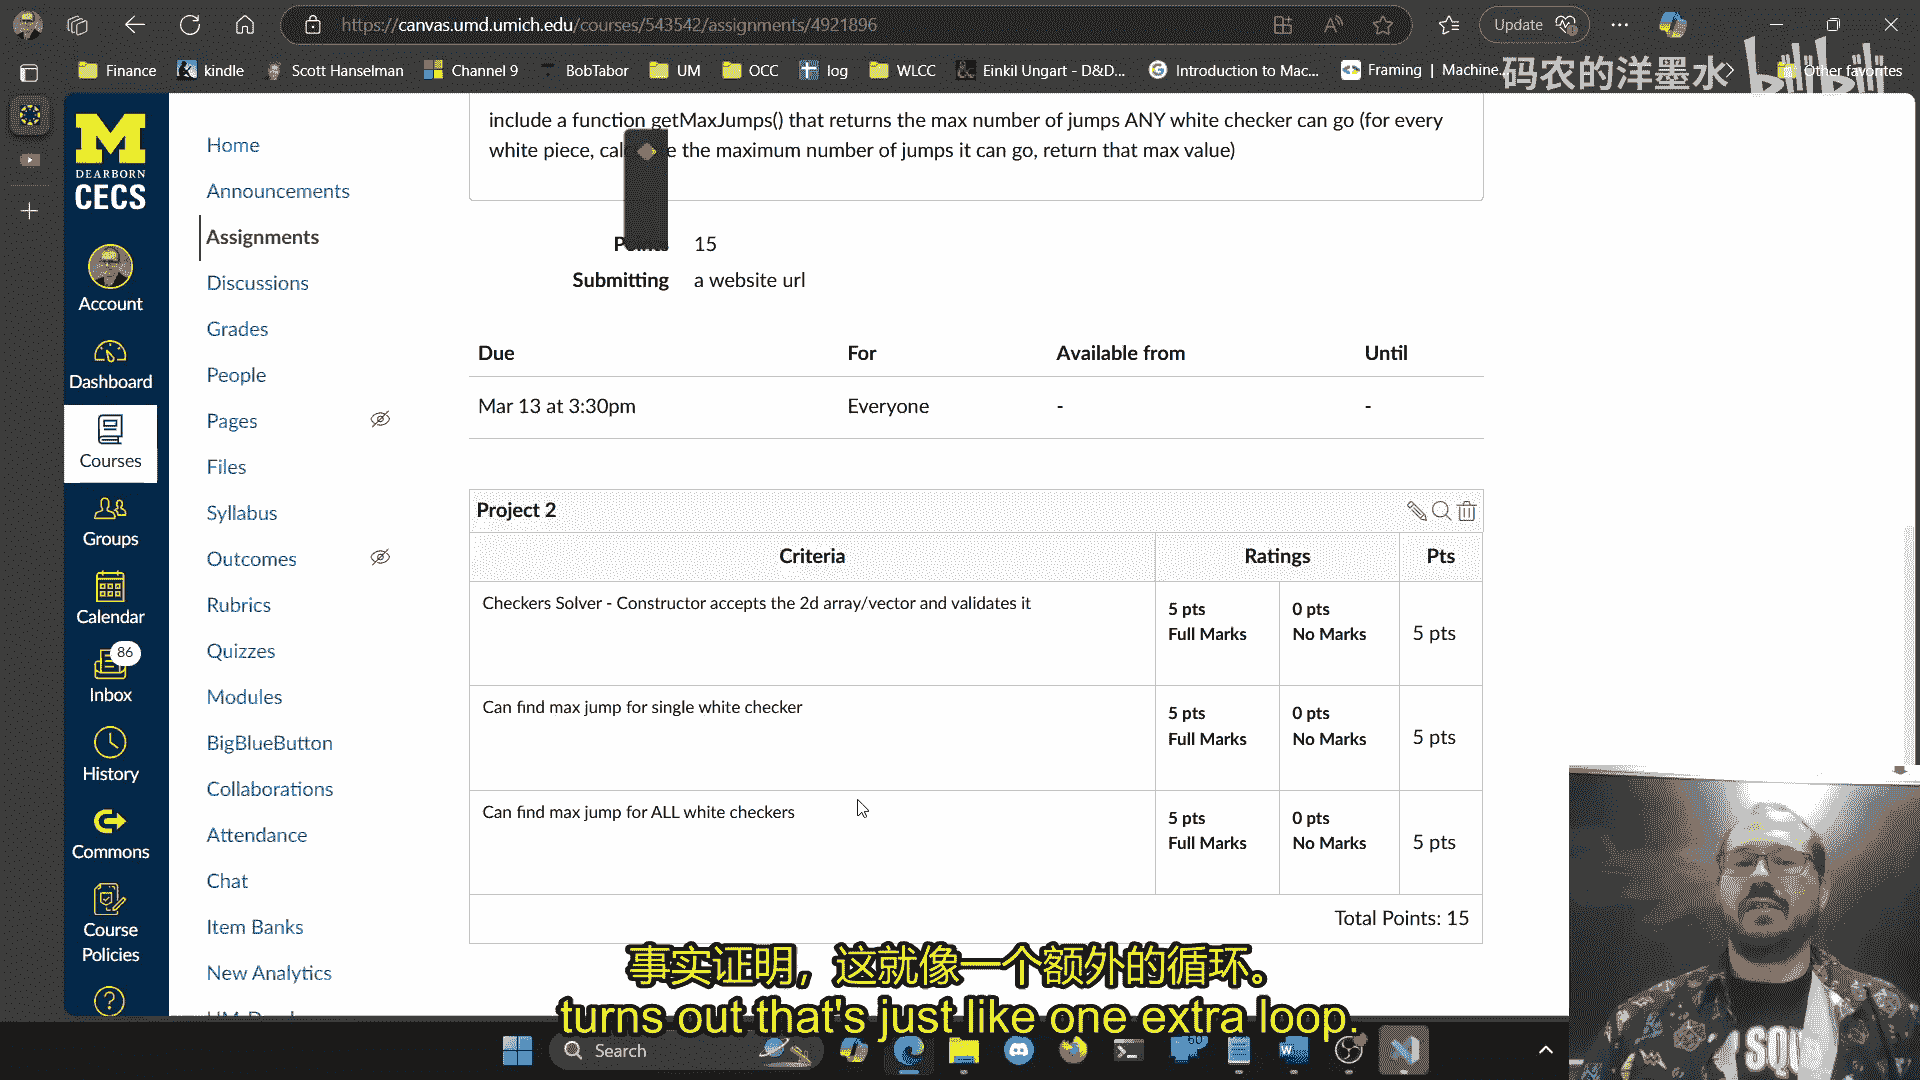 https://canvas.umd.umich.edu/courses/543542/assignments/4921896
Update
Finance
kindle
Scott Hanselman
Channel 9
BobTabor
UM
OCC
log
WLCC
Einkil Ungart - D&D...
Introduction to Mac...
Framing | Machine...
Other favorites
码农的洋墨水
bilibili
M
DEARBORN
CECS
Account
Dashboard
Courses
Groups
Calendar
86
Inbox
History
Commons
Course
Policies
Home
Announcements
Assignments
Discussions
Grades
People
Pages
Files
Syllabus
Outcomes
Rubrics
Quizzes
Modules
BigBlueButton
Collaborations
Attendance
Chat
Item Banks
New Analytics
include a function getMaxJumps() that returns the max number of jumps ANY white checker can go (for every
white piece, cal e the maximum number of jumps it can go, return that max value)
Points 15
Submitting a website url
Due For Available from Until
Mar 13 at 3:30pm Everyone - -
Project 2
Criteria Ratings Pts
Checkers Solver - Constructor accepts the 2d array/vector and validates it
5 pts
Full Marks
0 pts
No Marks
5 pts
Can find max jump for single white checker
5 pts
Full Marks
0 pts
No Marks
5 pts
Can find max jump for ALL white checkers
5 pts
Full Marks
0 pts
No Marks
5 pts
Total Points: 15
事实证明，这就像一个额外的循环。
turns out that's just like one extra loop.
Search